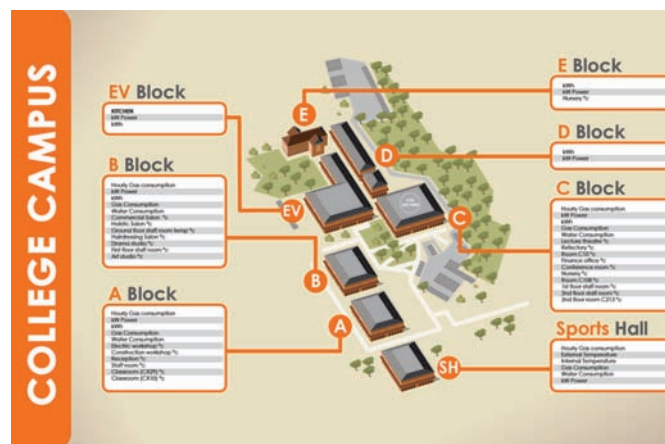 COLLEGE CAMPUS
EV Block
KITCHEN
kW Power
kWh
B Block
Hourly Gas consumption
kW Power
kWh
Gas Consumption
Water Consumption
Commercial Salon °c
Holistic Salon °c
Ground floor staff room temp °c
Hairdressing Salon °c
Drama studio °c
first floor staff room °c
Art studio °c
A Block
Hourly Gas consumption
kW Power
kWh
Gas Consumption
Water Consumption
Electric workshop °c
Construction workshop °c
Reception °c
Staff room °c
Classroom
Classroom
E
D
EV
C
B
A
SH
E Block
kWh
kW Power
Nursery °c
D Block
kWh
kW Power
C Block
Hourly Gas consumption
kW Power
kWh
Gas Consumption
Water Consumption
Lecture theatre °c
Refectory °c
Room C10 °c
Finance office °c
Conference room °c
Nursery °c
Room C108 °c
1st floor staff room °c
2nd floor staff room °c
2nd floor room C213 °c
Sports Hall
Hourly Gas consumption
External Temperature
Internal Temperature
Gas Consumption
Water Consumption
kW Power